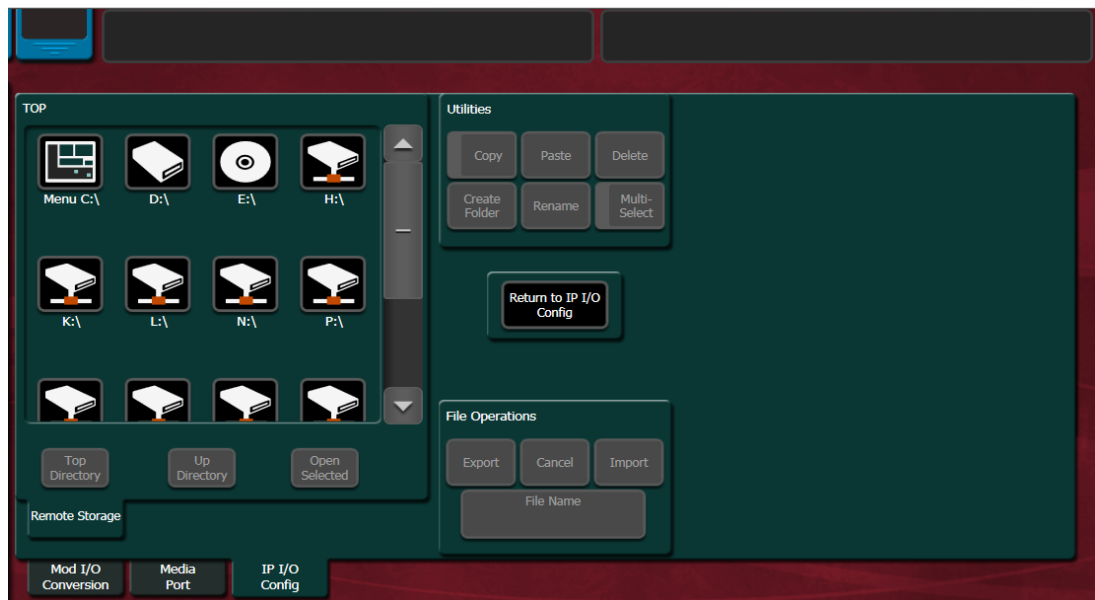 TOP
Menu C:\
D:\
E:\
H:\
K:\
L:\
N:\
P:\
Top
Directory
Up
Directory
Open
Selected
Remote Storage
Utilities
Copy
Paste
Delete
Create
Folder
Rename
Multi-
Select
Return to IP I/O
Config
File Operations
Export
Cancel
Import
File Name
Mod I/O
Conversion
Media
Port
IP I/O
Config